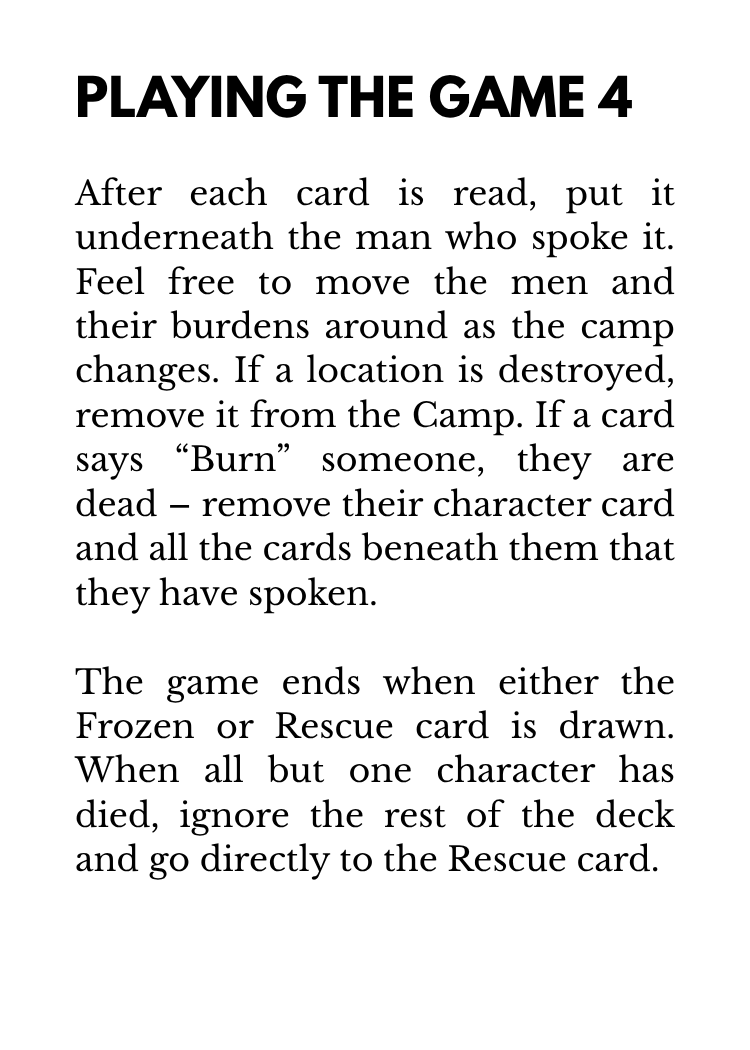 PLAYING THE GAME 4
After each card is read, put it
underneath the man who spoke it.
Feel free to move the men and
their burdens around as the camp
changes. If a location is destroyed,
remove it from the Camp. If a card
says “Burn” someone, they are
dead – remove their character card
and all the cards beneath them that
they have spoken.
The game ends when either the
Frozen or Rescue card is drawn.
When all but one character has
died, ignore the rest of the deck
and go directly to the Rescue card.